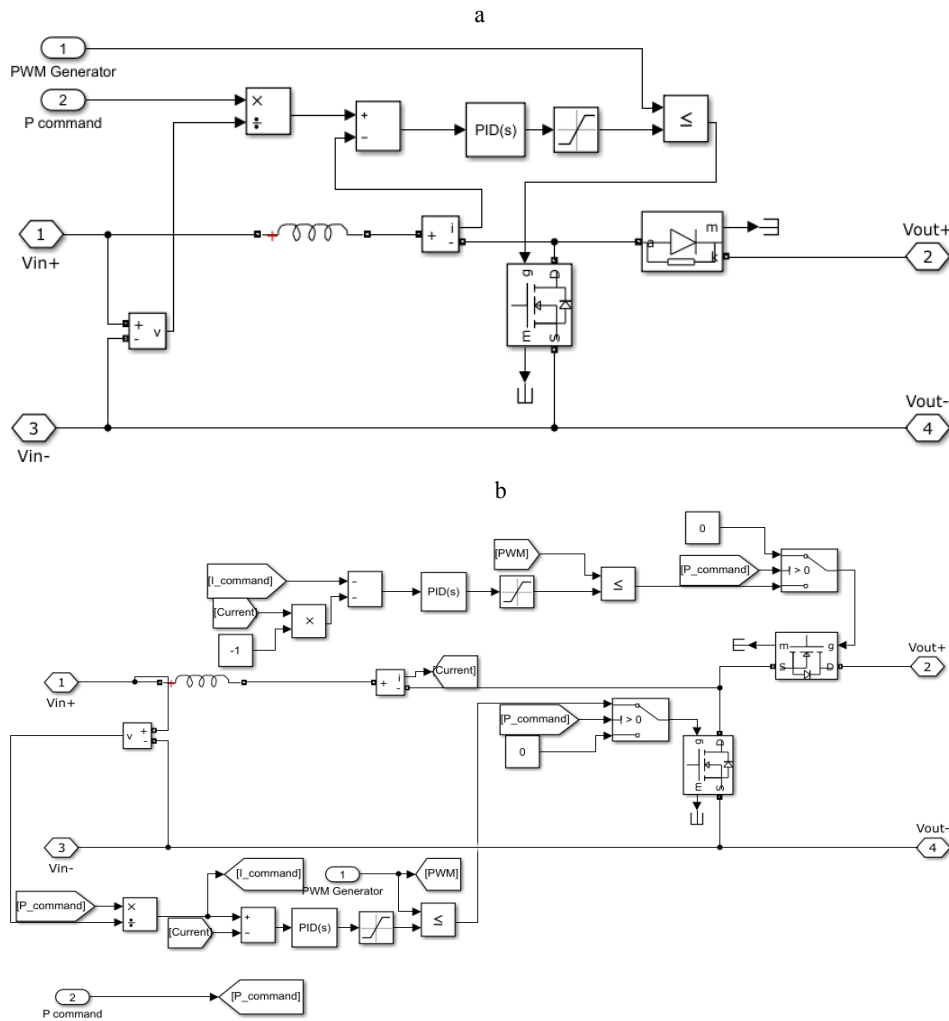 a
1
PWM Generator
2
P command
×
÷
+
−
PID(s)
≤
1
Vin+
+
-
i
+
-
v
g
D
m
S
a
m
k
Vout+
2
3
Vin-
Vout-
4
b
[I_command]
[Current]
-1
×
−
−
PID(s)
[PWM]
≤
0
[P_command]
> 0
m
g
S
D
Vout+
2
1
Vin+
+
i
-
[Current]
v
+
-
[P_command]
> 0
0
g
D
m
S
3
Vin-
Vout-
4
[P_command]
×
÷
[I_command]
[Current]
+
−
PID(s)
1
PWM Generator
[PWM]
≤
2
P command
[P_command]